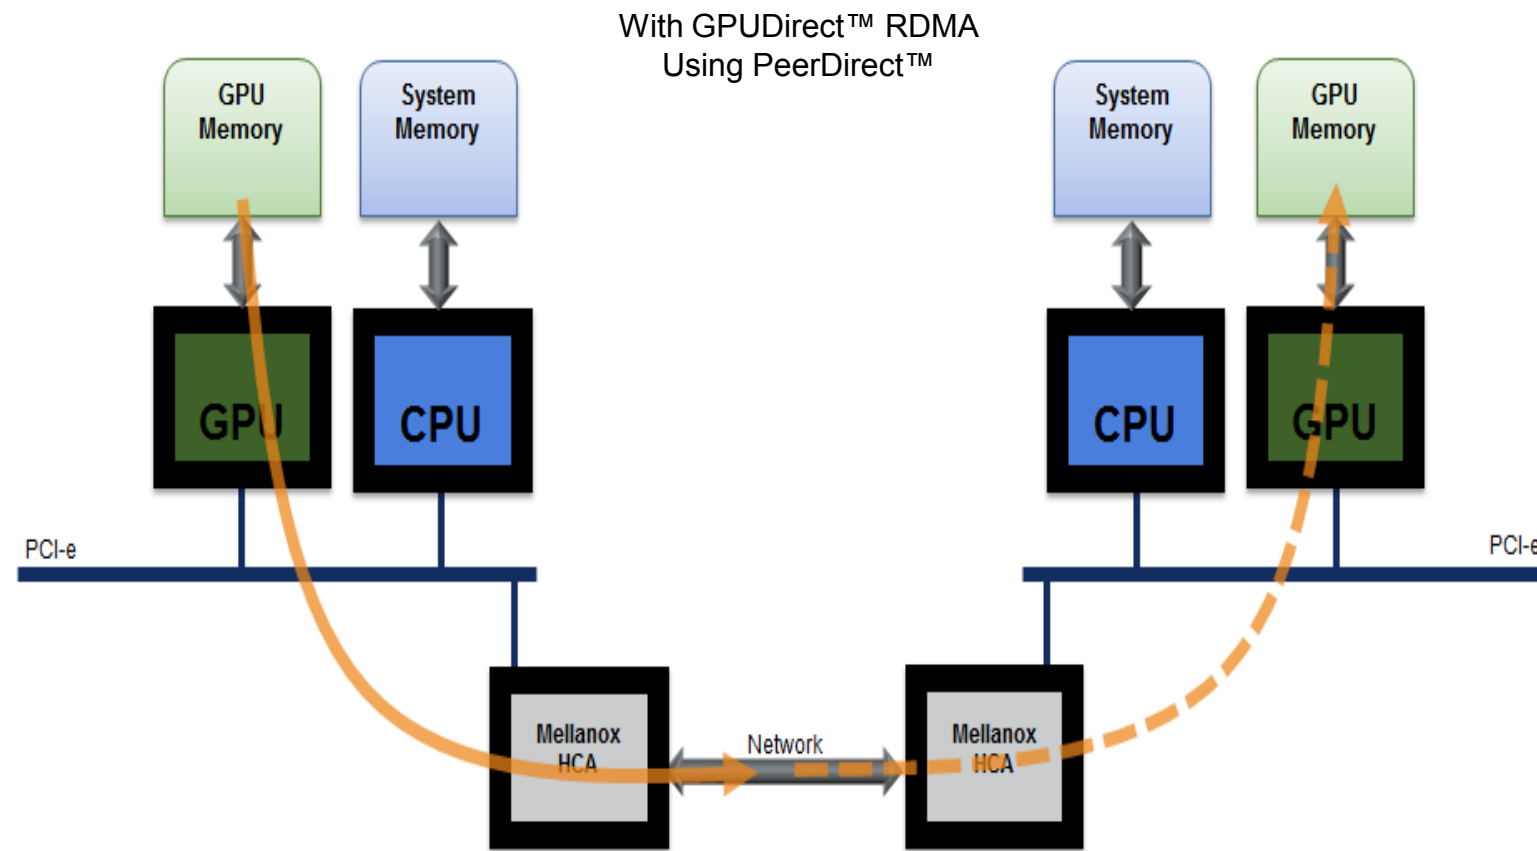 With GPUDirect™ RDMA
Using PeerDirect™
GPU
Memory
System
Memory
System
Memory
GPU
Memory
GPU
CPU
CPU
GPU
PCI-e
PCI-e
Mellanox
HCA
Network
Mellanox
HCA